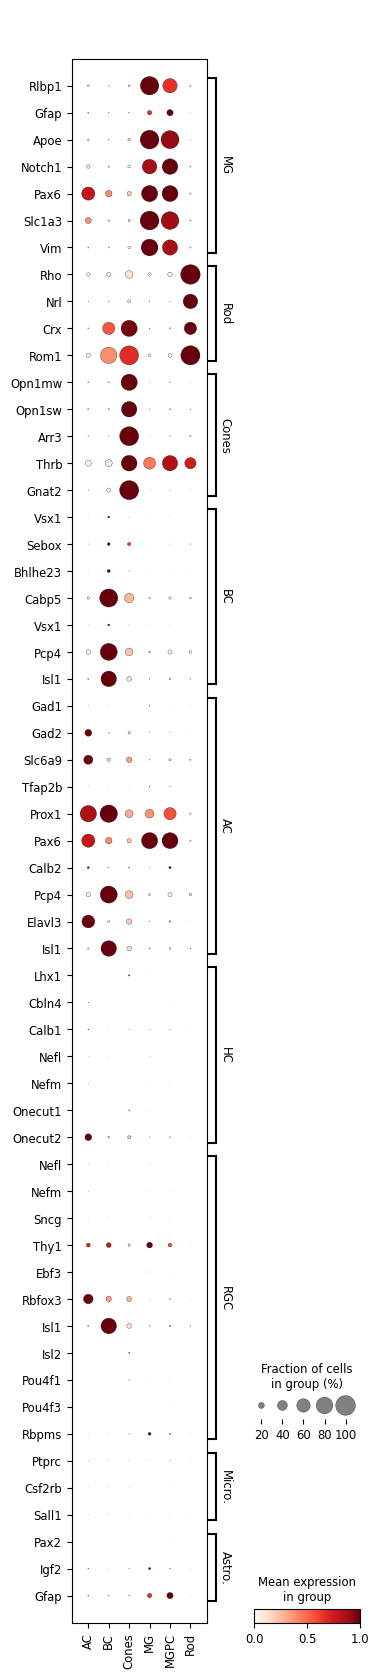 Rlbp1
Gfap
Apoe
Notch1
Pax6
Slc1a3
Vim
MG
Rho
Nrl
Crx
Rom1
Rod
Opn1mw
Opn1sw
Arr3
Thrb
Gnat2
Cones
Vsx1
Sebox
Bhlhe23
Cabp5
Vsx1
Pcp4
Isl1
BC
Gad1
Gad2
Slc6a9
Tfap2b
Prox1
Pax6
Calb2
Pcp4
Elavl3
Isl1
AC
Lhx1
Cbln4
Calb1
Nefl
Nefm
Onecut1
Onecut2
HC
Nefl
Nefm
Sncg
Thy1
Ebf3
Rbfox3
Isl1
Isl2
Pou4f1
Pou4f3
Rbpms
RGC
Ptprc
Csf2rb
Sall1
Micro.
Pax2
Igf2
Gfap
Astro.
AC BC Cones MG MGPC Rod
Fraction of cells
in group (%)
20 40 60 80 100
Mean expression
in group
0.0 0.5 1.0